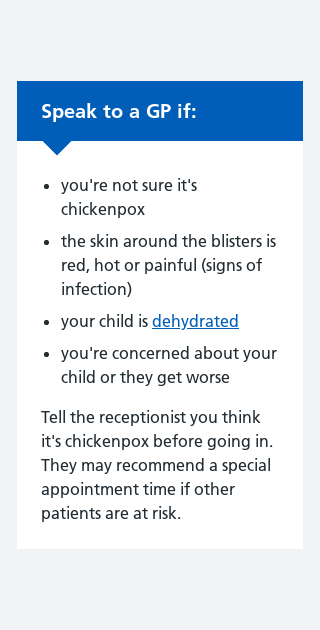 Speak to a GP if:
you're not sure it's
chickenpox
the skin around the blisters is
red, hot or painful (signs of
infection)
your child is dehydrated
you're concerned about your
child or they get worse
Tell the receptionist you think
it's chickenpox before going in.
They may recommend a special
appointment time if other
patients are at risk.